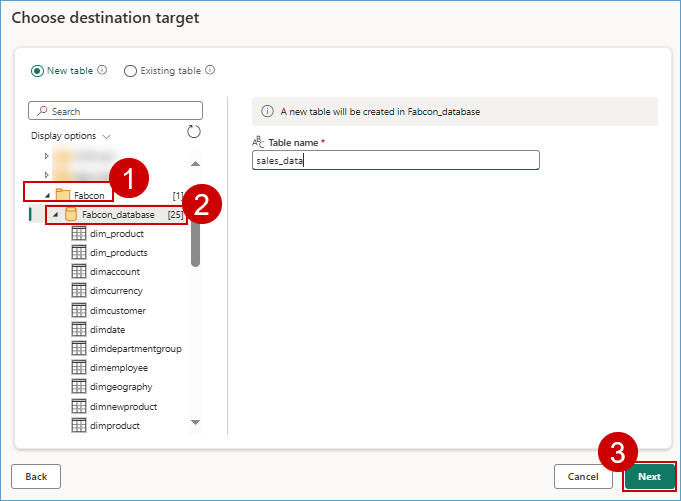 Choose destination target
New table Existing table
Search
Display options
1
Fabcon [1]
2
Fabcon_database [25]
dim_product
dim_products
dimaccount
dimcurrency
dimcustomer
dimdate
dimdepartmentgroup
dimemployee
dimgeography
dimnewproduct
dimproduct
A new table will be created in Fabcon_database
ABC Table name *
sales_data
3
Back
Cancel
Next